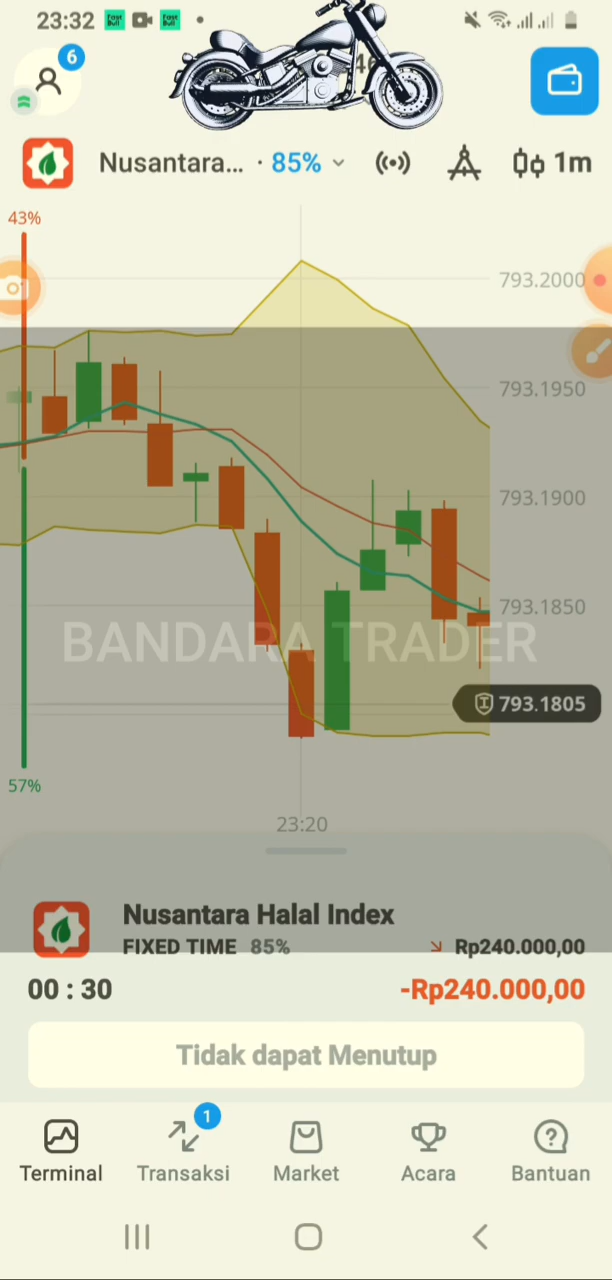 23:32
6
Nusantara... · 85%
1m
43%
793.2000
793.1950
793.1900
793.1850
BANDARA TRADER
793.1805
57%
23:20
Nusantara Halal Index
FIXED TIME 85% Rp240.000,00
00 : 30 -Rp240.000,00
Tidak dapat Menutup
1
Terminal Transaksi Market Acara Bantuan